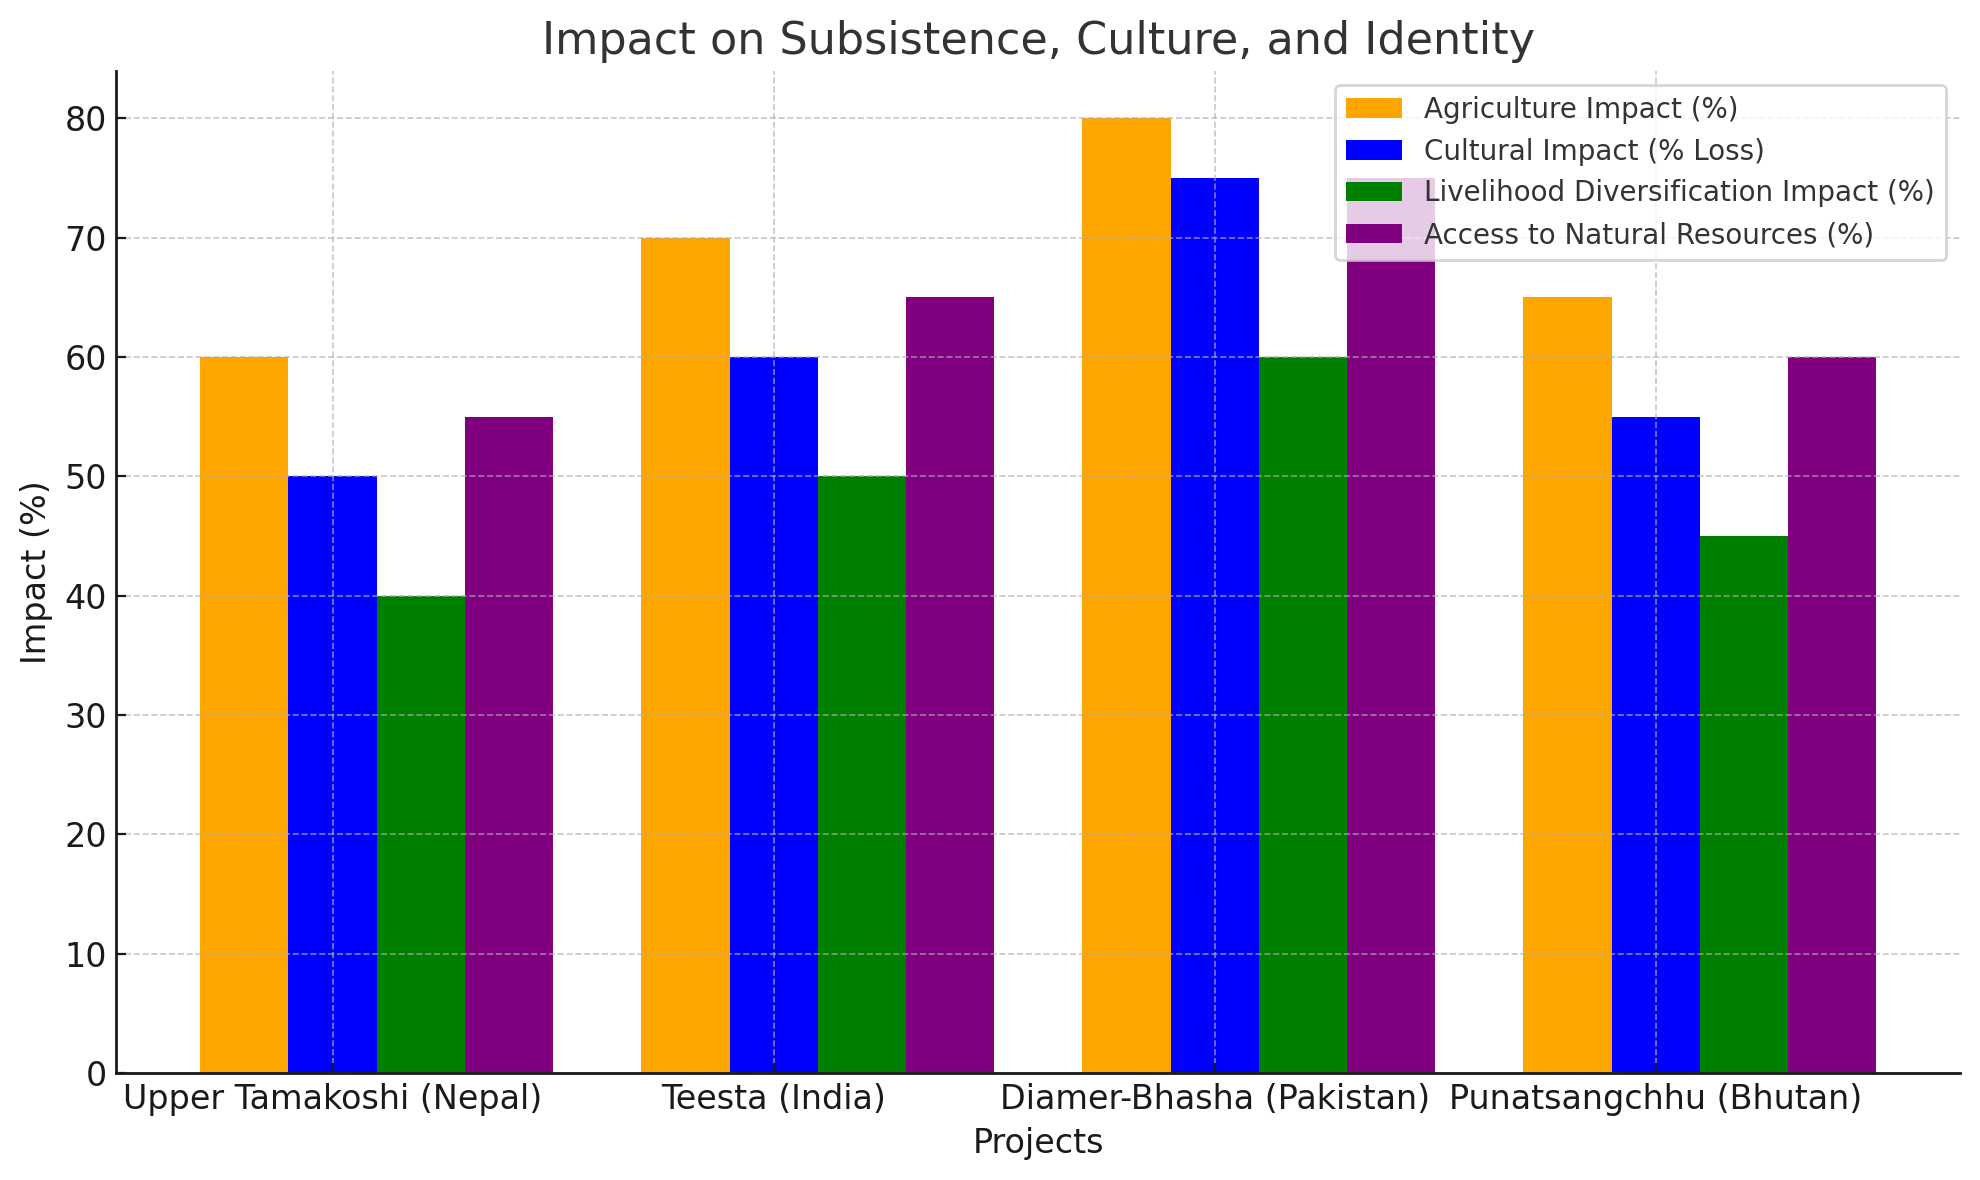 Impact on Subsistence, Culture, and Identity
Agriculture Impact (%)
Cultural Impact (% Loss)
Livelihood Diversification Impact (%)
Access to Natural Resources (%)
Impact (%)
80
70
60
50
40
30
20
10
0
Upper Tamakoshi (Nepal)
Teesta (India)
Diamer-Bhasha (Pakistan)
Punatsangchhu (Bhutan)
Projects